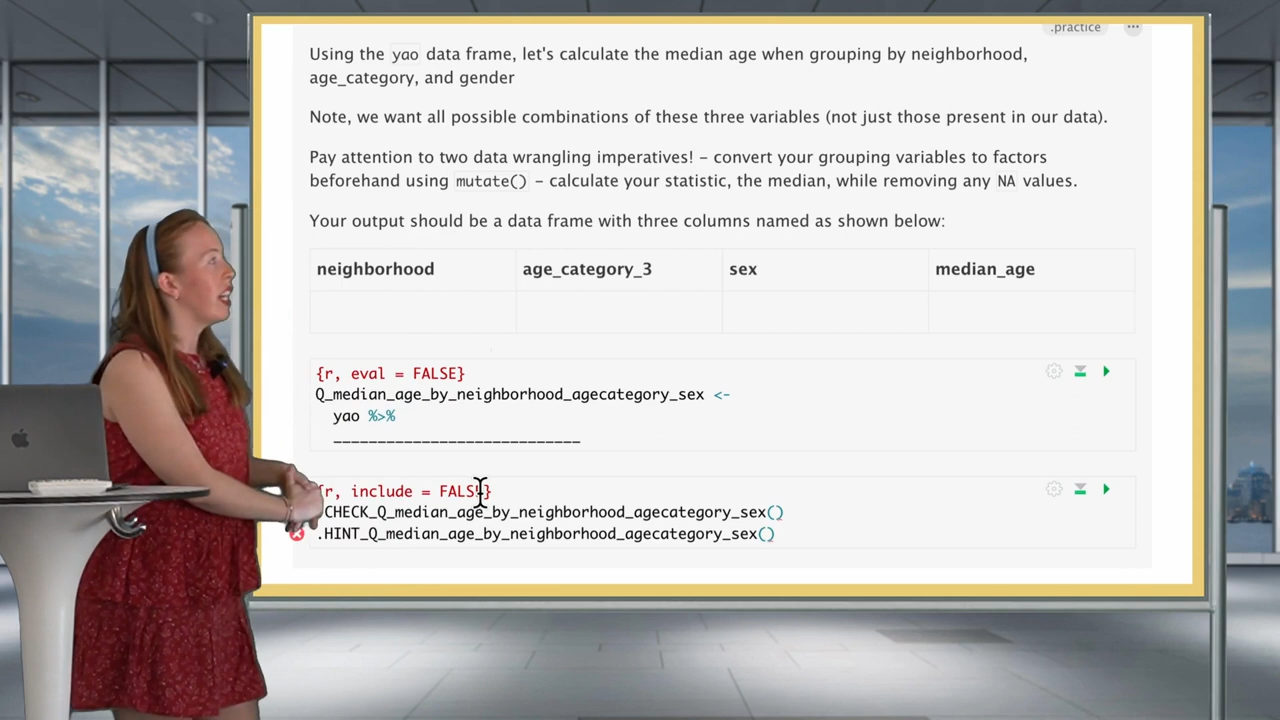 .practice
Using the yao data frame, let's calculate the median age when grouping by neighborhood,
age_category, and gender
Note, we want all possible combinations of these three variables (not just those present in our data).
Pay attention to two data wrangling imperatives! – convert your grouping variables to factors
beforehand using mutate() – calculate your statistic, the median, while removing any NA values.
Your output should be a data frame with three columns named as shown below:
neighborhood age_category_3 sex median_age
{r, eval = FALSE}
Q_median_age_by_neighborhood_agecategory_sex <-
yao %>%
____________________________
{r, include = FALSE}
CHECK_Q_median_age_by_neighborhood_agecategory_sex()
.HINT_Q_median_age_by_neighborhood_agecategory_sex()